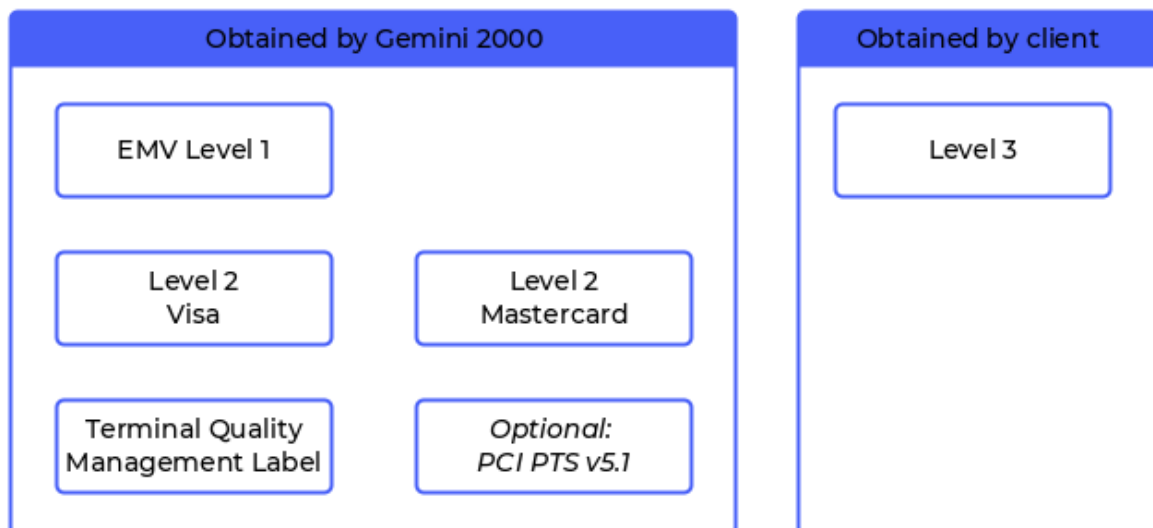 Obtained by Gemini 2000
EMV Level 1
Level 2
Visa
Level 2
Mastercard
Terminal Quality
Management Label
Optional:
PCI PTS v5.1
Obtained by client
Level 3